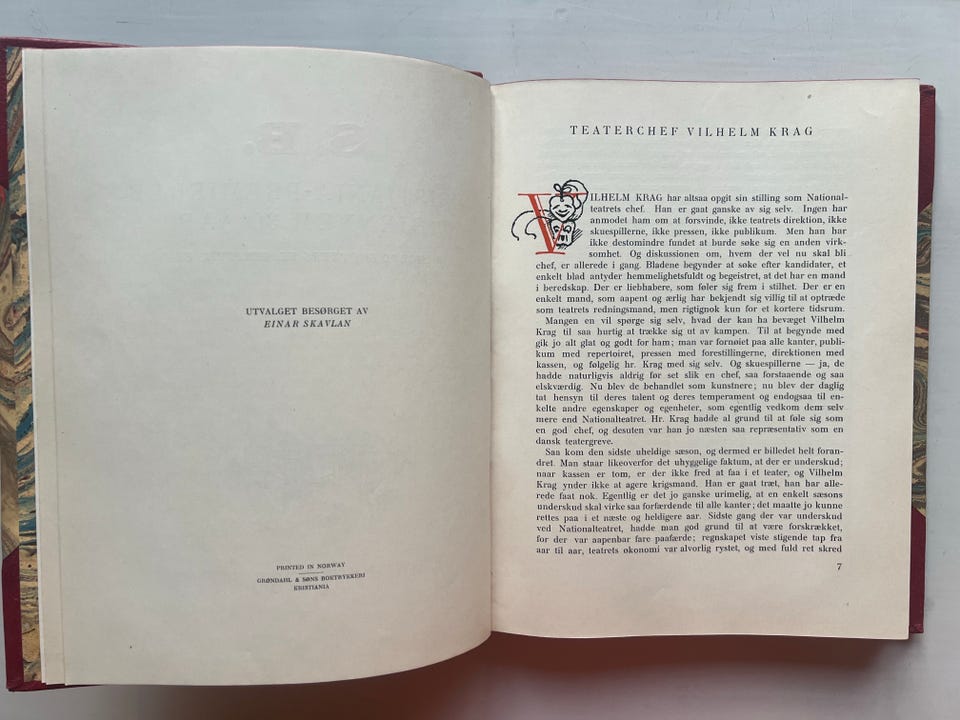 UTVALGET BESØRGET AV
EINAR SKAVLAN
PRINTED IN NORWAY
GRØNDAHL & SØNS BOKTRYKKERI
KRISTIANIA
TEATERCHEF VILHELM KRAG
VILHELM KRAG har altsaa opgit sin stilling som National-
teatrets chef. Han er gaat ganske av sig selv. Ingen har
anmodet ham om at forsvinde, ikke teatrets direktion, ikke
skuespillerne, ikke pressen, ikke publikum. Men han har
ikke destomindre fundet at burde søke sig en anden virk-
somhet. Og diskussionen om, hvem der vel nu skal bli
chef, er allerede i gang. Bladene begynder at søke efter kandidater, et
enkelt blad antyder hemmelighetsfuldt og begeistret, at det har en mand
i beredskap. Der er liebhabere, som føler sig frem i stilhet. Der er en
enkelt mand, som aapent og ærlig har bekjendt sig villig til at optræde
som teatrets redningsmand, men rigtignok kun for et kortere tidsrum.
Mangen en vil spørge sig selv, hvad der kan ha bevæget Vilhelm
Krag til saa hurtig at trække sig ut av kampen. Til at begynde med
gik jo alt glat og godt for ham; man var fornøiet paa alle kanter, publi-
kum med repertoiret, pressen med forestillingerne, direktionen med
kassen, og følgelig hr. Krag med sig selv. Og skuespillerne — ja, de
hadde naturligvis aldrig før set slik en chef, saa forstaaende og saa
elskværdig. Nu blev de behandlet som kunstnere; nu blev der daglig
tat hensyn til deres talent og deres temperament og endogsaa til en-
kelte andre egenskaper og egenheter, som egentlig vedkom dem selv
mere end Nationalteatret. Hr. Krag hadde al grund til at føle sig som
en god chef, og desuten var han jo næsten saa repræsentativ som en
dansk teatergreve.
Saa kom den sidste uheldige sæson, og dermed er billedet helt foran-
dret. Man staar likeoverfor det uhyggelige faktum, at der er underskud;
naar kassen er tom, er der ikke fred at faa i et teater, og Vilhelm
Krag ynder ikke at agere krigsmand. Han er gaat træt, han har alle-
rede faat nok. Egentlig er det jo ganske urimelig, at en enkelt sæsons
underskud skal virke saa forfærdende til alle kanter; det maatte jo kunne
rettes paa i et næste og heldigere aar. Sidste gang der var underskud
ved Nationalteatret, hadde man god grund til at være forskrækket,
for der var aapenbar fare paafærde; regnskapet viste stigende tap fra
aar til aar, teatrets økonomi var alvorlig rystet, og med fuld ret skred
7